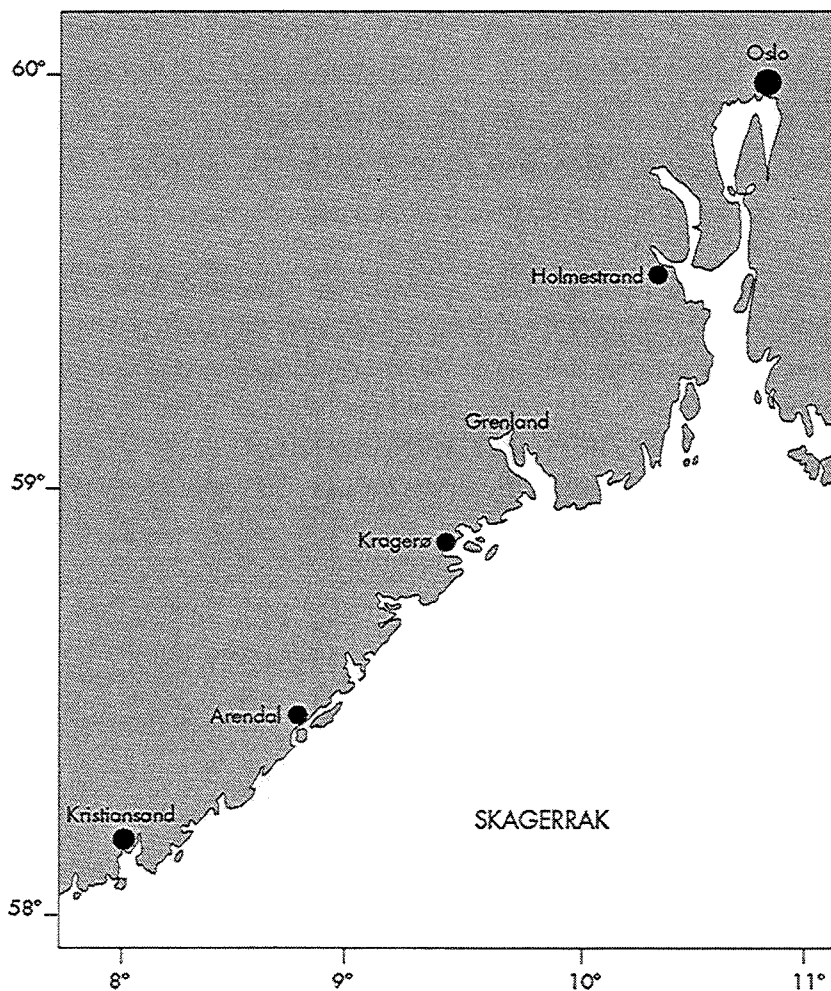 Oslo
60°
Holmestrand
Grenland
59°
Kragerø
Arendal
Kristiansand
SKAGERRAK
58°
8°
9°
10°
11°